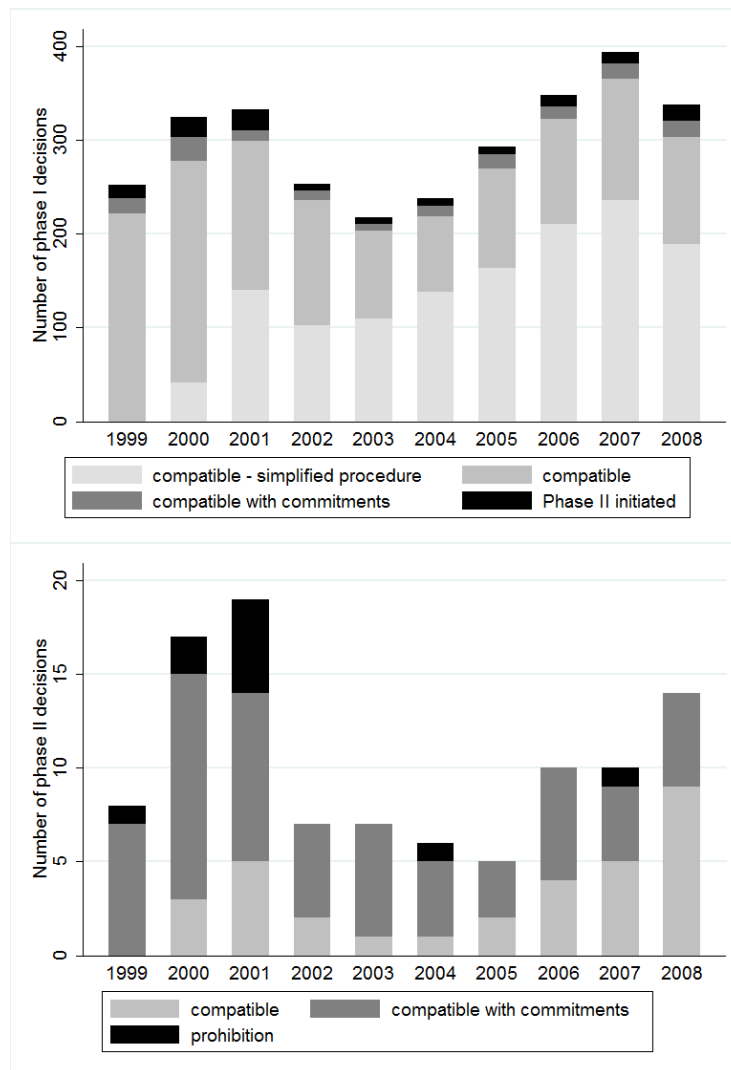 Number of phase I decisions
400
300
200
100
0
1999 2000 2001 2002 2003 2004 2005 2006 2007 2008
compatible - simplified procedure compatible
compatible with commitments Phase II initiated
Number of phase II decisions
20
15
10
5
0
1999 2000 2001 2002 2003 2004 2005 2006 2007 2008
compatible compatible with commitments
prohibition